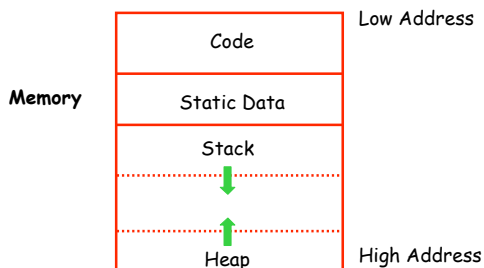 Low Address
Code
Memory
Static Data
Stack
Heap
High Address